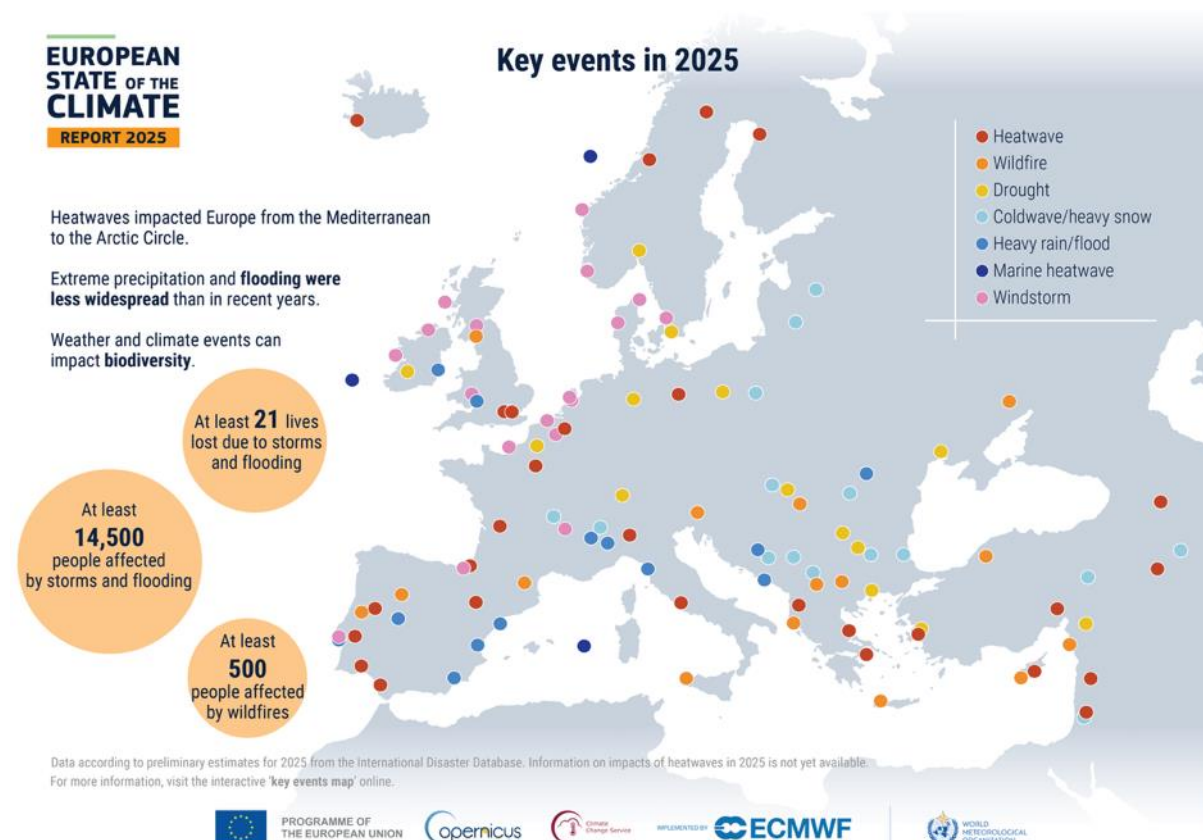 EUROPEAN
STATE OF THE
CLIMATE
REPORT 2025
Key events in 2025
Heatwaves impacted Europe from the Mediterranean
to the Arctic Circle.
Extreme precipitation and flooding were
less widespread than in recent years.
Weather and climate events can
impact biodiversity.
At least 21 lives
lost due to storms
and flooding
At least
14,500
people affected
by storms and flooding
At least
500
people affected
by wildfires
Heatwave
Wildfire
Drought
Coldwave/heavy snow
Heavy rain/flood
Marine heatwave
Windstorm
Data according to preliminary estimates for 2025 from the International Disaster Database. Information on impacts of heatwaves in 2025 is not yet available.
For more information, visit the interactive 'key events map' online.
PROGRAMME OF
THE EUROPEAN UNION
opernicus
Climate
Change Service
IMPLEMENTED BY
ECMWF
WORLD
METEOROLOGICAL
ORGANIZATION